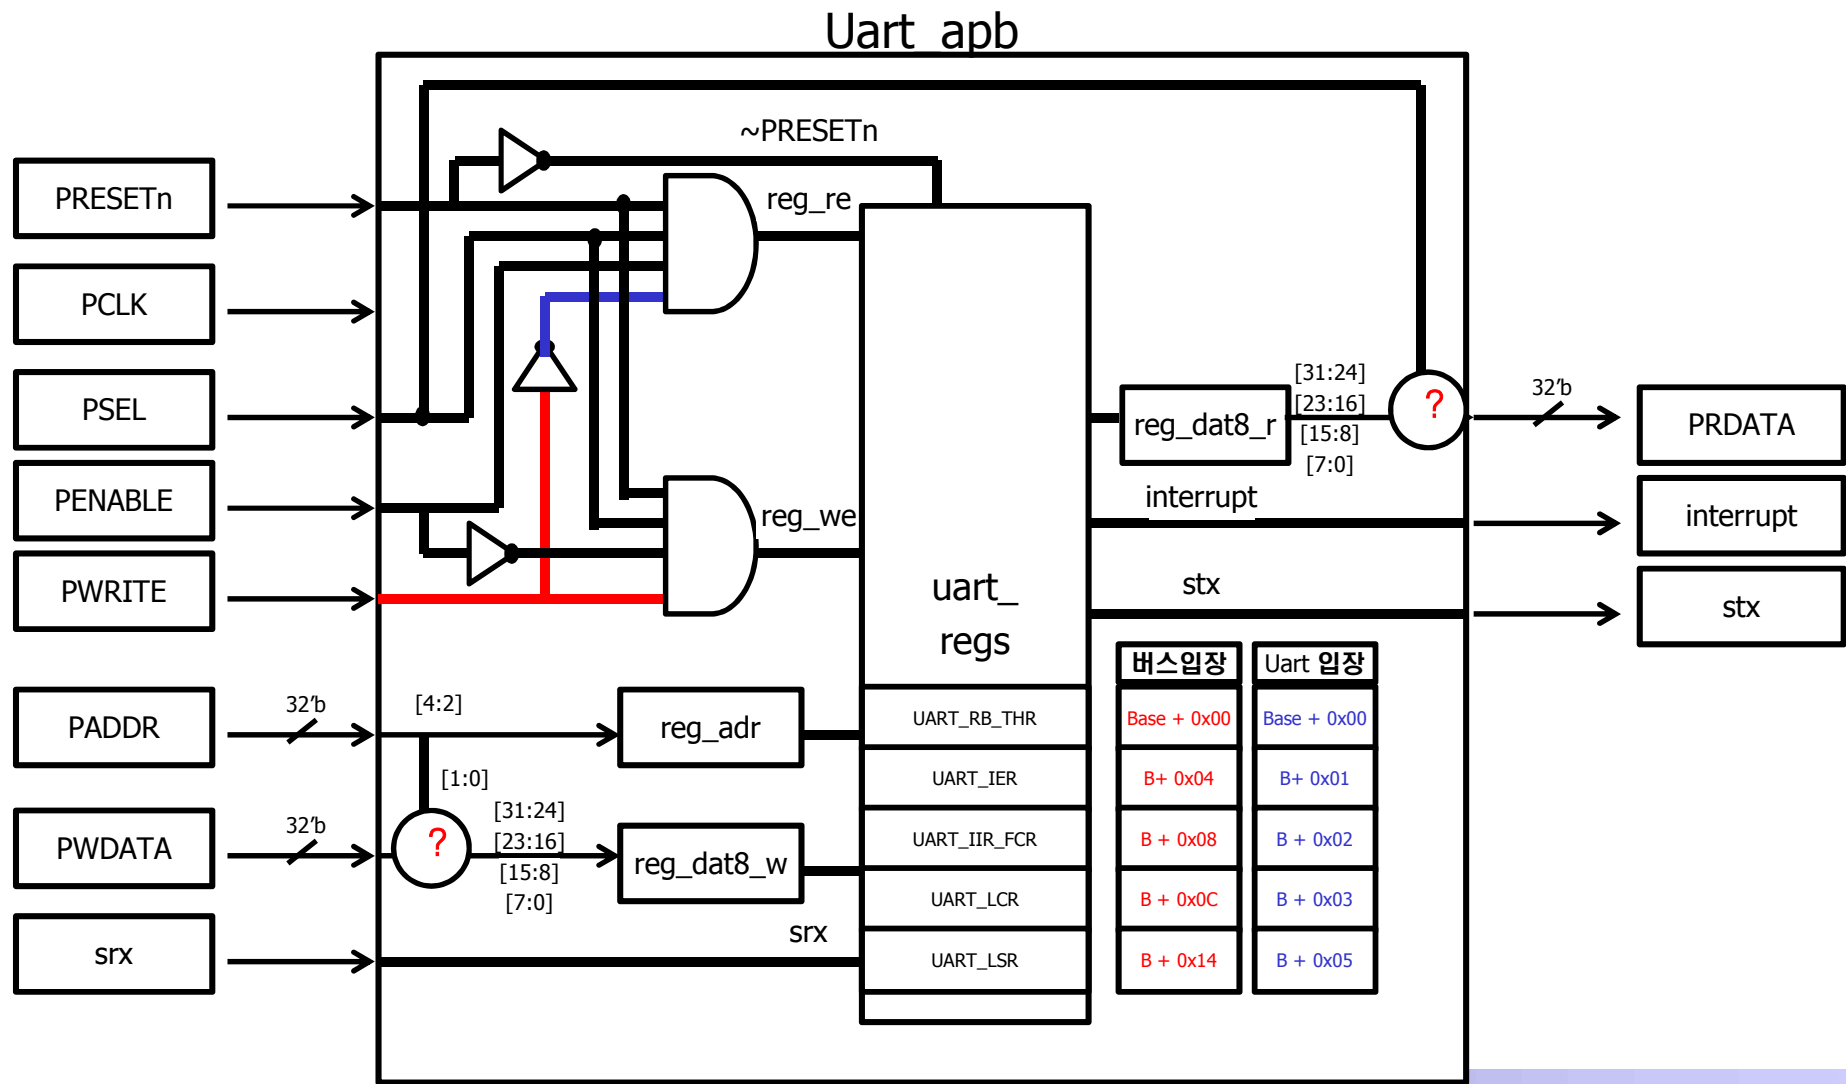 Uart_apb
~PRESETn
PRESETn
reg_re
PCLK
PSEL
PENABLE
PWRITE
reg_we
uart_
regs
reg_dat8_r
[31:24]
[23:16]
[15:8]
[7:0]
?
32'b
PRDATA
interrupt
interrupt
stx
stx
PADDR
32'b
[4:2]
reg_adr
[1:0]
PWDATA
32'b
?
[31:24]
[23:16]
[15:8]
[7:0]
reg_dat8_w
srx
srx
버스입장 Uart 입장
UART_RB_THR Base + 0x00 Base + 0x00
UART_IER B+ 0x04 B+ 0x01
UART_IIR_FCR B + 0x08 B + 0x02
UART_LCR B + 0x0C B + 0x03
UART_LSR B + 0x14 B + 0x05